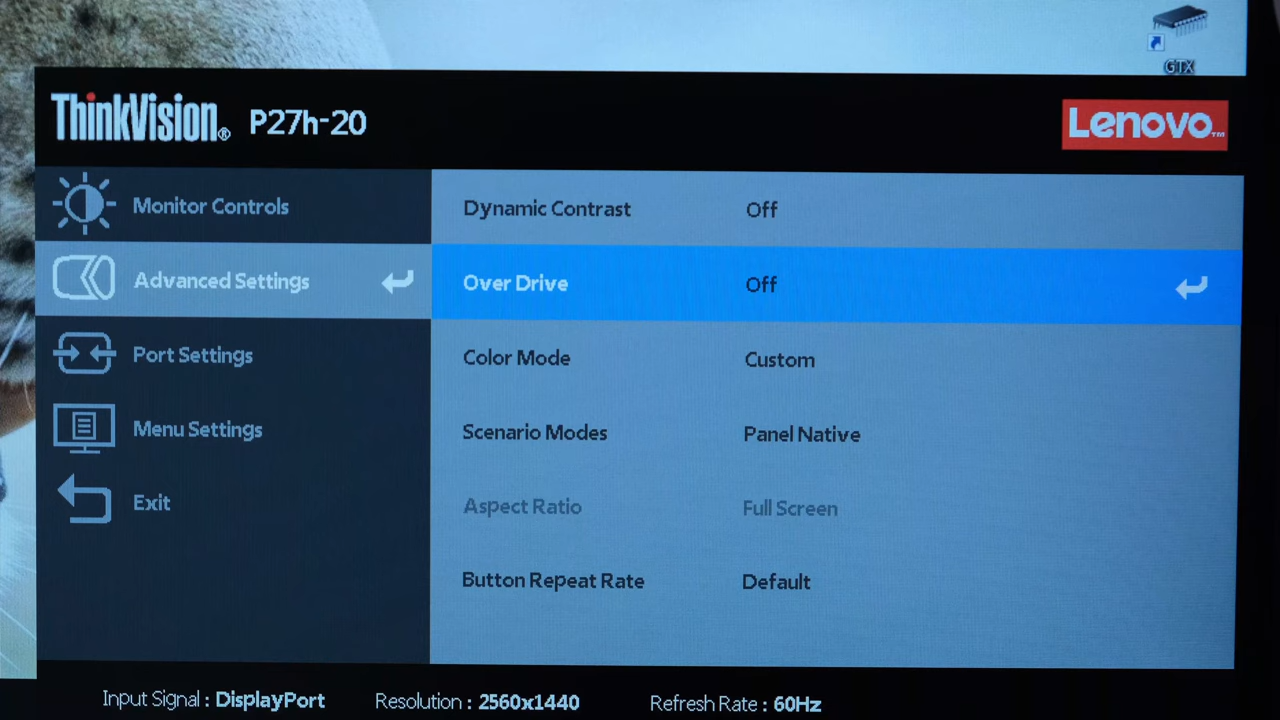 GTX
ThinkVision® P27h-20
Lenovo™
Monitor Controls
Advanced Settings
Port Settings
Menu Settings
Exit
Dynamic Contrast Off
Over Drive Off
Color Mode Custom
Scenario Modes Panel Native
Aspect Ratio Full Screen
Button Repeat Rate Default
Input Signal : DisplayPort Resolution : 2560x1440 Refresh Rate : 60Hz